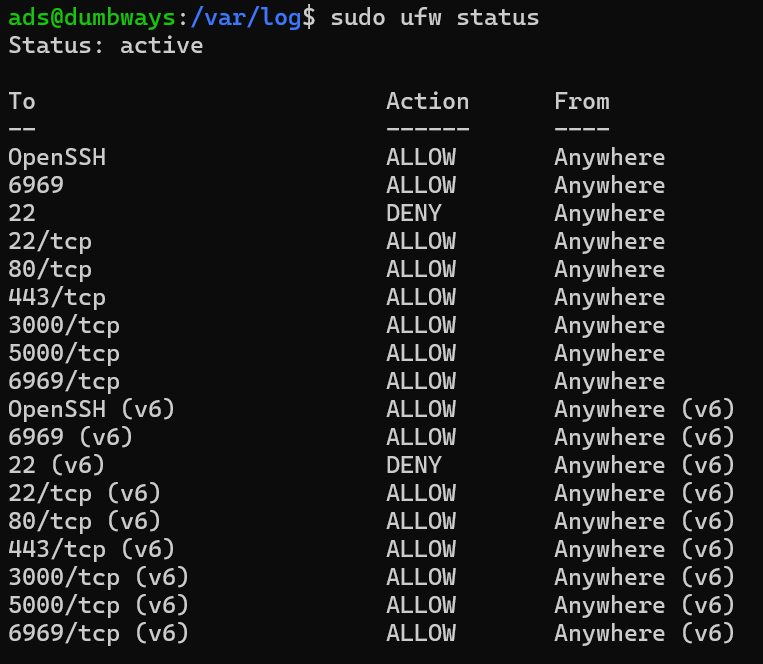 ads@dumbways:/var/log$ sudo ufw status
Status: active

To                         Action      From
--                         ------      ----
OpenSSH                    ALLOW       Anywhere
6969                       ALLOW       Anywhere
22                         DENY        Anywhere
22/tcp                     ALLOW       Anywhere
80/tcp                     ALLOW       Anywhere
443/tcp                    ALLOW       Anywhere
3000/tcp                   ALLOW       Anywhere
5000/tcp                   ALLOW       Anywhere
6969/tcp                   ALLOW       Anywhere
OpenSSH (v6)               ALLOW       Anywhere (v6)
6969 (v6)                  ALLOW       Anywhere (v6)
22 (v6)                    DENY        Anywhere (v6)
22/tcp (v6)                ALLOW       Anywhere (v6)
80/tcp (v6)                ALLOW       Anywhere (v6)
443/tcp (v6)               ALLOW       Anywhere (v6)
3000/tcp (v6)              ALLOW       Anywhere (v6)
5000/tcp (v6)              ALLOW       Anywhere (v6)
6969/tcp (v6)              ALLOW       Anywhere (v6)